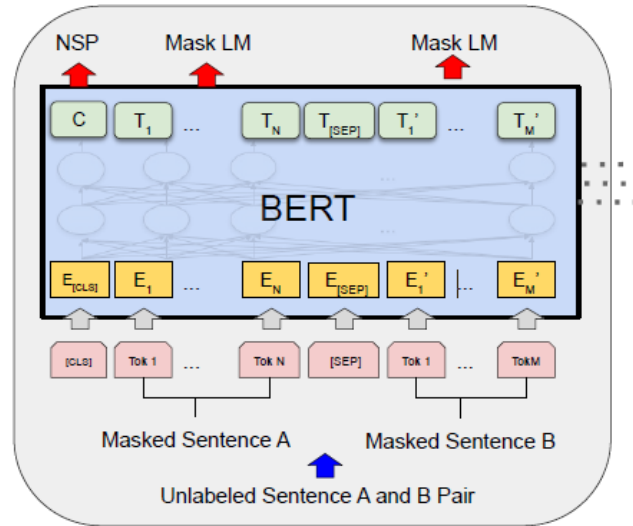 NSP Mask LM Mask LM
C T1 ... TN T[SEP] T1' ... TM'
...
BERT
...
E[CLS] E1 ... EN E[SEP] E1' ... EM'
[CLS] Tok 1 ... Tok N [SEP] Tok 1 ... TokM
Masked Sentence A Masked Sentence B
Unlabeled Sentence A and B Pair